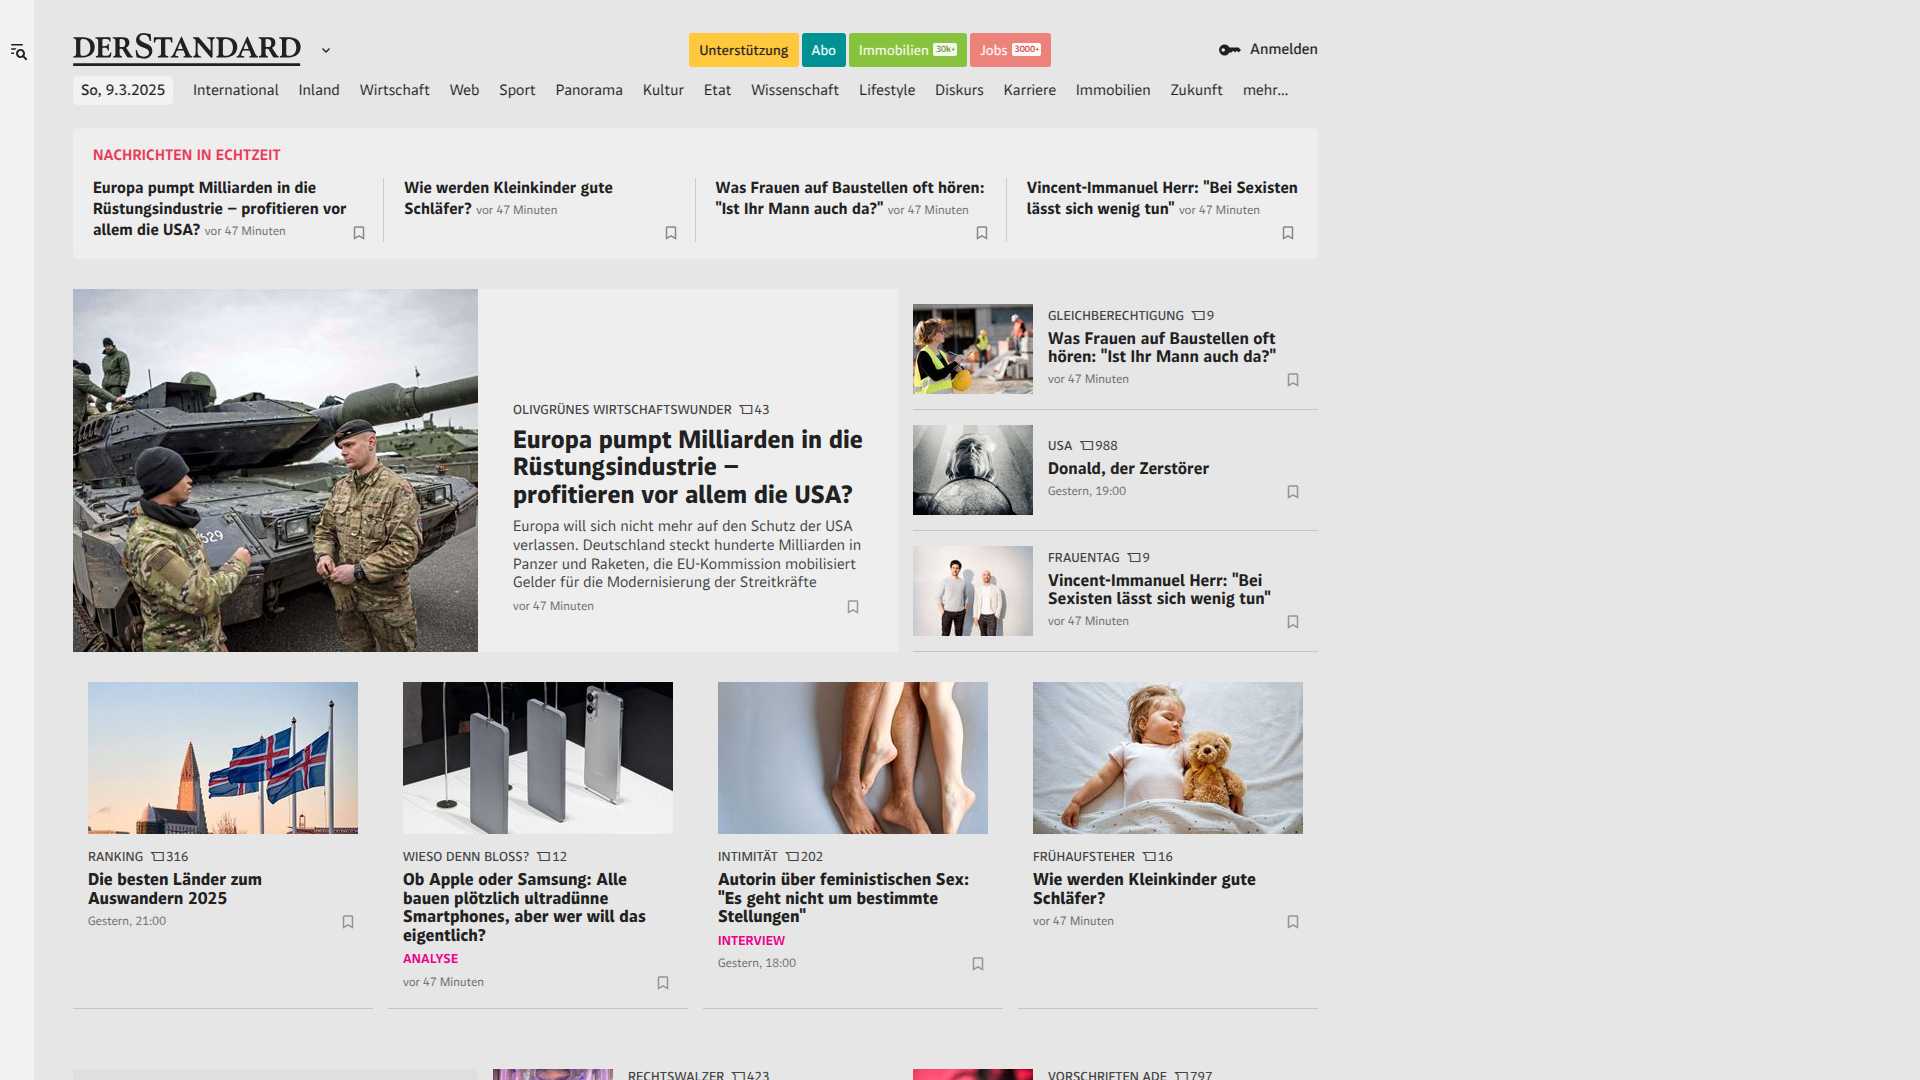 DERSTANDARD
Unterstützung
Abo
Immobilien 30k+
Jobs 3000+
Anmelden
So, 9.3.2025
International
Inland
Wirtschaft
Web
Sport
Panorama
Kultur
Etat
Wissenschaft
Lifestyle
Diskurs
Karriere
Immobilien
Zukunft
mehr...
NACHRICHTEN IN ECHTZEIT
Europa pumpt Milliarden in die
Rüstungsindustrie – profitieren vor
allem die USA? vor 47 Minuten
Wie werden Kleinkinder gute
Schläfer? vor 47 Minuten
Was Frauen auf Baustellen oft hören:
"Ist Ihr Mann auch da?" vor 47 Minuten
Vincent-Immanuel Herr: "Bei Sexisten
lässt sich wenig tun" vor 47 Minuten
529
OLIVGRÜNES WIRTSCHAFTSWUNDER 43
Europa pumpt Milliarden in die
Rüstungsindustrie –
profitieren vor allem die USA?
Europa will sich nicht mehr auf den Schutz der USA
verlassen. Deutschland steckt hunderte Milliarden in
Panzer und Raketen, die EU-Kommission mobilisiert
Gelder für die Modernisierung der Streitkräfte
vor 47 Minuten
GLEICHBERECHTIGUNG 9
Was Frauen auf Baustellen oft
hören: "Ist Ihr Mann auch da?"
vor 47 Minuten
USA 988
Donald, der Zerstörer
Gestern, 19:00
FRAUENTAG 9
Vincent-Immanuel Herr: "Bei
Sexisten lässt sich wenig tun"
vor 47 Minuten
RANKING 316
Die besten Länder zum
Auswandern 2025
Gestern, 21:00
WIESO DENN BLOSS? 12
Ob Apple oder Samsung: Alle
bauen plötzlich ultradünne
Smartphones, aber wer will das
eigentlich?
ANALYSE
vor 47 Minuten
INTIMITÄT 202
Autorin über feministischen Sex:
"Es geht nicht um bestimmte
Stellungen"
INTERVIEW
Gestern, 18:00
FRÜHAUFSTEHER 16
Wie werden Kleinkinder gute
Schläfer?
vor 47 Minuten
RECHTSWALZER 423
VORSCHRIFTEN ADE 797